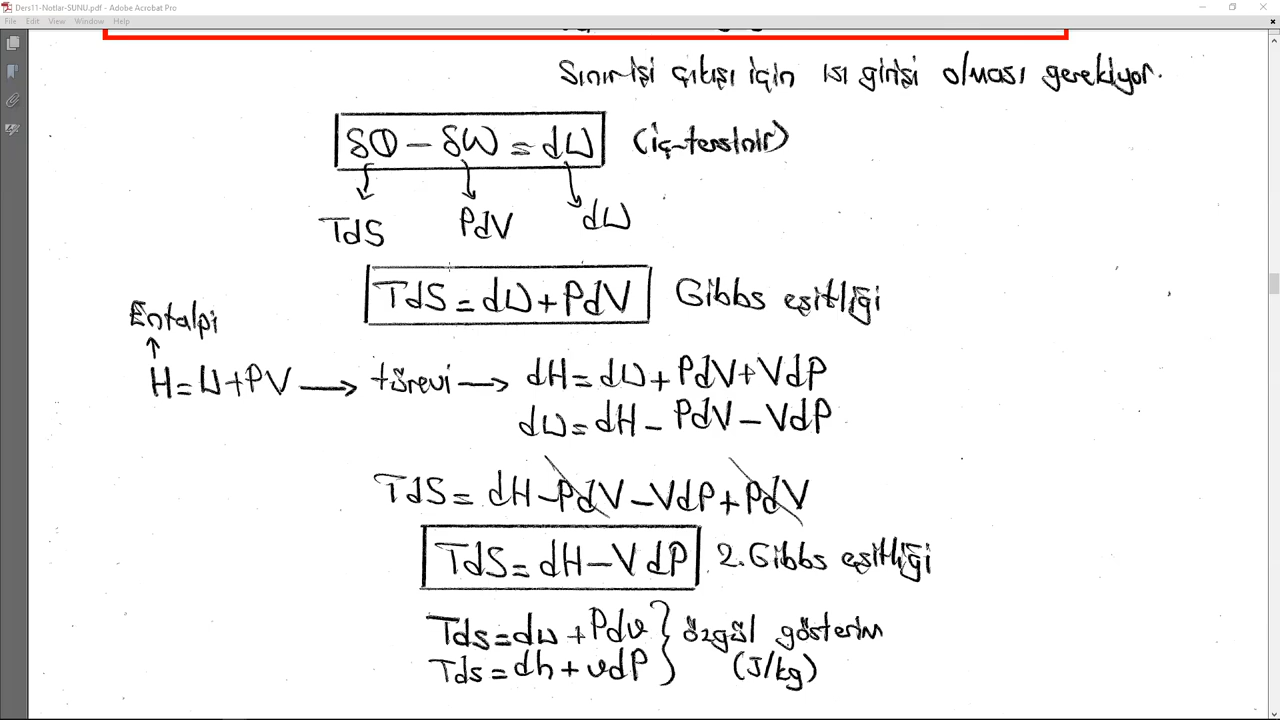 Ders11-Notlar-SUNU.pdf - Adobe Acrobat Pro
File Edit View Window Help
Sınır işi çıkışı için ısı girişi olması gerekiyor.
δQ - δW = dU (iç-tersinir)
TdS PdV dU
TdS = dU + PdV Gibbs eşitliği
Entalpi
H = U + PV → türevi → dH = dU + PdV + VdP
dU = dH - PdV - VdP
TdS = dH - PdV - VdP + PdV
TdS = dH - VdP 2. Gibbs eşitliği
Tds = du + Pdv } özgül gösterim
Tds = dh + vdP (J/kg)